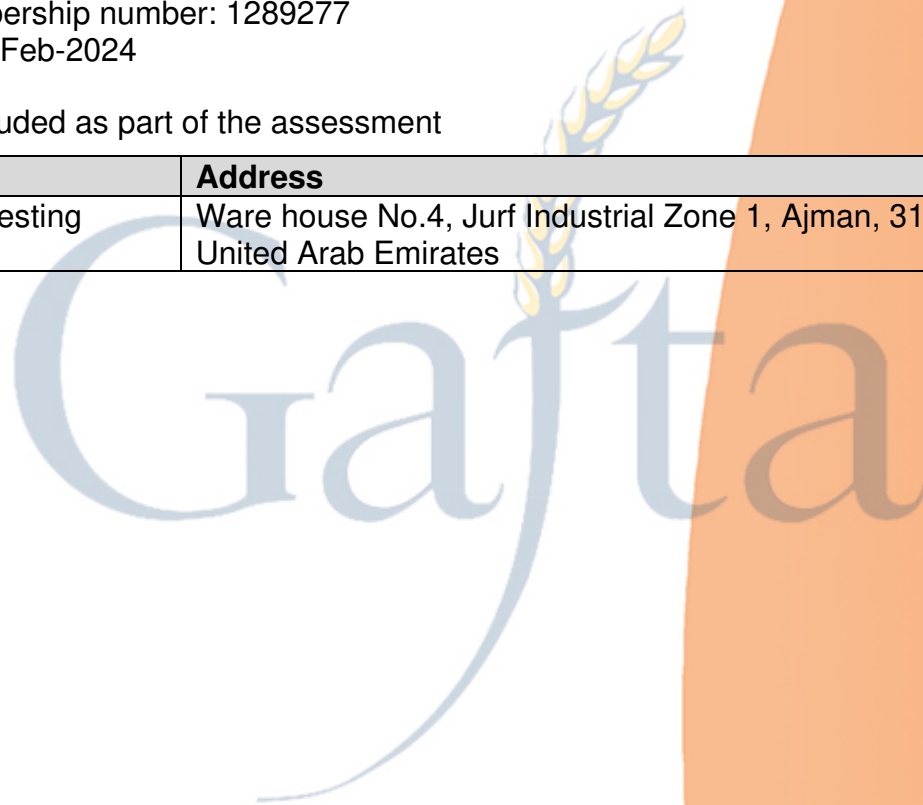 bership number: 1289277
Feb-2024
uded as part of the assessment
Address
esting
Ware house No.4, Jurf Industrial Zone 1, Ajman, 31
United Arab Emirates
Gafta